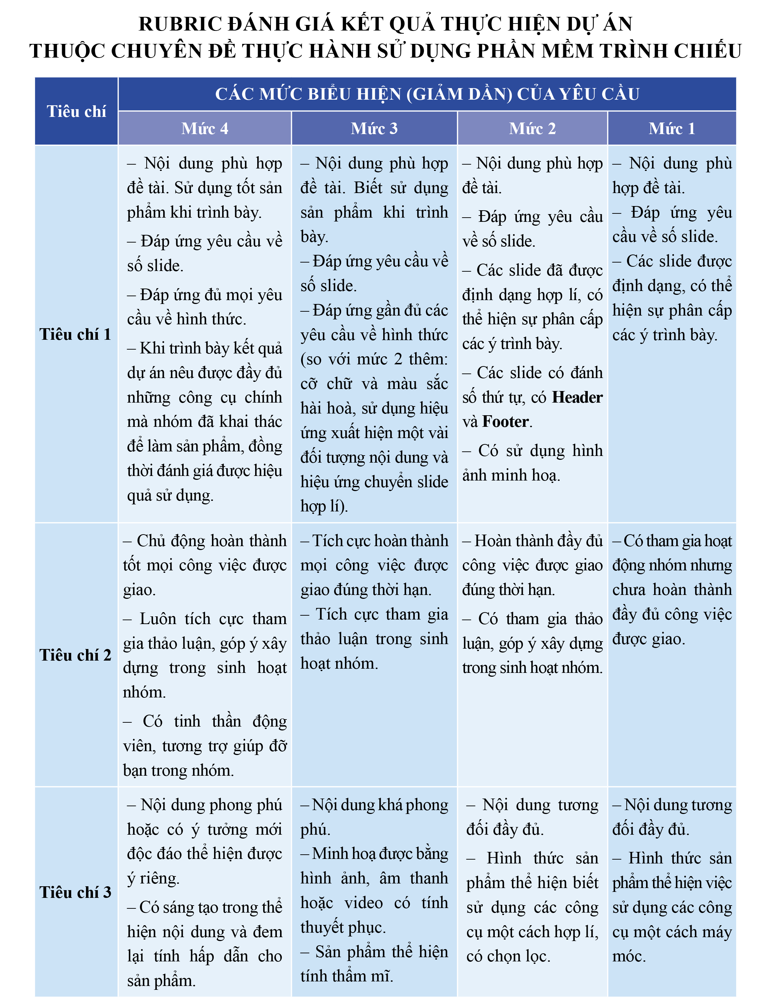 RUBRIC ĐÁNH GIÁ KẾT QUẢ THỰC HIỆN DỰ ÁN
THUỘC CHUYÊN ĐỀ THỰC HÀNH SỬ DỤNG PHẦN MỀM TRÌNH CHIẾU
Tiêu chí
CÁC MỨC BIỂU HIỆN (GIẢM DẦN) CỦA YÊU CẦU
Mức 4
Mức 3
Mức 2
Mức 1
Tiêu chí 1
– Nội dung phù hợp
đề tài. Sử dụng tốt sản
phẩm khi trình bày.
– Đáp ứng yêu cầu về
số slide.
– Đáp ứng đủ mọi yêu
cầu về hình thức.
– Khi trình bày kết quả
dự án nêu được đầy đủ
những công cụ chính
mà nhóm đã khai thác
để làm sản phẩm, đồng
thời đánh giá được hiệu
quả sử dụng.
– Nội dung phù hợp
đề tài. Biết sử dụng
sản phẩm khi trình
bày.
– Đáp ứng yêu cầu về
số slide.
– Đáp ứng gần đủ các
yêu cầu về hình thức
(so với mức 2 thêm:
cỡ chữ và màu sắc
hài hoà, sử dụng hiệu
ứng xuất hiện một vài
đối tượng nội dung và
hiệu ứng chuyển slide
hợp lí).
– Nội dung phù hợp
đề tài.
– Đáp ứng yêu cầu
về số slide.
– Các slide đã được
định dạng hợp lí, có
thể hiện sự phân cấp
các ý trình bày.
– Các slide có đánh
số thứ tự, có Header
và Footer.
– Có sử dụng hình
ảnh minh hoạ.
– Nội dung phù
hợp đề tài.
– Đáp ứng yêu
cầu về số slide.
– Các slide được
định dạng, có thể
hiện sự phân cấp
các ý trình bày.
Tiêu chí 2
– Chủ động hoàn thành
tốt mọi công việc được
giao.
– Luôn tích cực tham
gia thảo luận, góp ý xây
dựng trong sinh hoạt
nhóm.
– Có tinh thần động
viên, tương trợ giúp đỡ
bạn trong nhóm.
– Tích cực hoàn thành
mọi công việc được
giao đúng thời hạn.
– Tích cực tham gia
thảo luận trong sinh
hoạt nhóm.
– Hoàn thành đầy đủ
công việc được giao
đúng thời hạn.
– Có tham gia thảo
luận, góp ý xây dựng
trong sinh hoạt nhóm.
– Có tham gia hoạt
động nhóm nhưng
chưa hoàn thành
đầy đủ công việc
được giao.
Tiêu chí 3
– Nội dung phong phú
hoặc có ý tưởng mới
độc đáo thể hiện được
ý riêng.
– Có sáng tạo trong thể
hiện nội dung và đem
lại tính hấp dẫn cho
sản phẩm.
– Nội dung khá phong
phú.
– Minh hoạ được bằng
hình ảnh, âm thanh
hoặc video có tính
thuyết phục.
– Sản phẩm thể hiện
tính thẩm mĩ.
– Nội dung tương
đối đầy đủ.
– Hình thức sản
phẩm thể hiện biết
sử dụng các công
cụ một cách hợp lí,
có chọn lọc.
– Nội dung tương
đối đầy đủ.
– Hình thức sản
phẩm thể hiện việc
sử dụng các công
cụ một cách máy
móc.